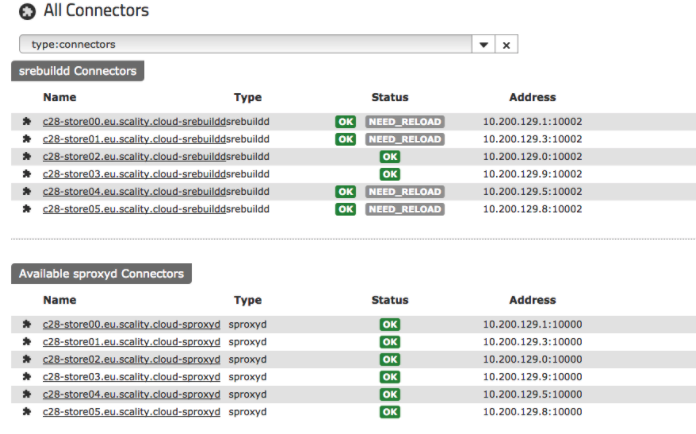 All Connectors
type:connectors
srebuildd Connectors
Name Type Status Address
c28-store00.eu.scality.cloud-srebuildd srebuildd OK NEED_RELOAD 10.200.129.1:10002
c28-store01.eu.scality.cloud-srebuildd srebuildd OK NEED_RELOAD 10.200.129.3:10002
c28-store02.eu.scality.cloud-srebuildd srebuildd OK 10.200.129.0:10002
c28-store03.eu.scality.cloud-srebuildd srebuildd OK 10.200.129.9:10002
c28-store04.eu.scality.cloud-srebuildd srebuildd OK NEED_RELOAD 10.200.129.5:10002
c28-store05.eu.scality.cloud-srebuildd srebuildd OK NEED_RELOAD 10.200.129.8:10002
Available sproxyd Connectors
Name Type Status Address
c28-store00.eu.scality.cloud-sproxyd sproxyd OK 10.200.129.1:10000
c28-store01.eu.scality.cloud-sproxyd sproxyd OK 10.200.129.3:10000
c28-store02.eu.scality.cloud-sproxyd sproxyd OK 10.200.129.0:10000
c28-store03.eu.scality.cloud-sproxyd sproxyd OK 10.200.129.9:10000
c28-store04.eu.scality.cloud-sproxyd sproxyd OK 10.200.129.5:10000
c28-store05.eu.scality.cloud-sproxyd sproxyd OK 10.200.129.8:10000